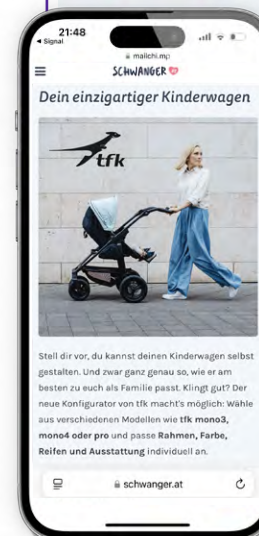 21:48
◀ Signal
mailchi.mp
SCHWANGER
Dein einzigartiger Kinderwagen
tfk
Stell dir vor, du kannst deinen Kinderwagen selbst
gestalten. Und zwar ganz genau so, wie er am
besten zu euch als Familie passt. Klingt gut? Der
neue Konfigurator von tfk macht's möglich: Wähle
aus verschiedenen Modellen wie tfk mono3,
mono4 oder pro und passe Rahmen, Farbe,
Reifen und Ausstattung individuell an.
schwanger.at